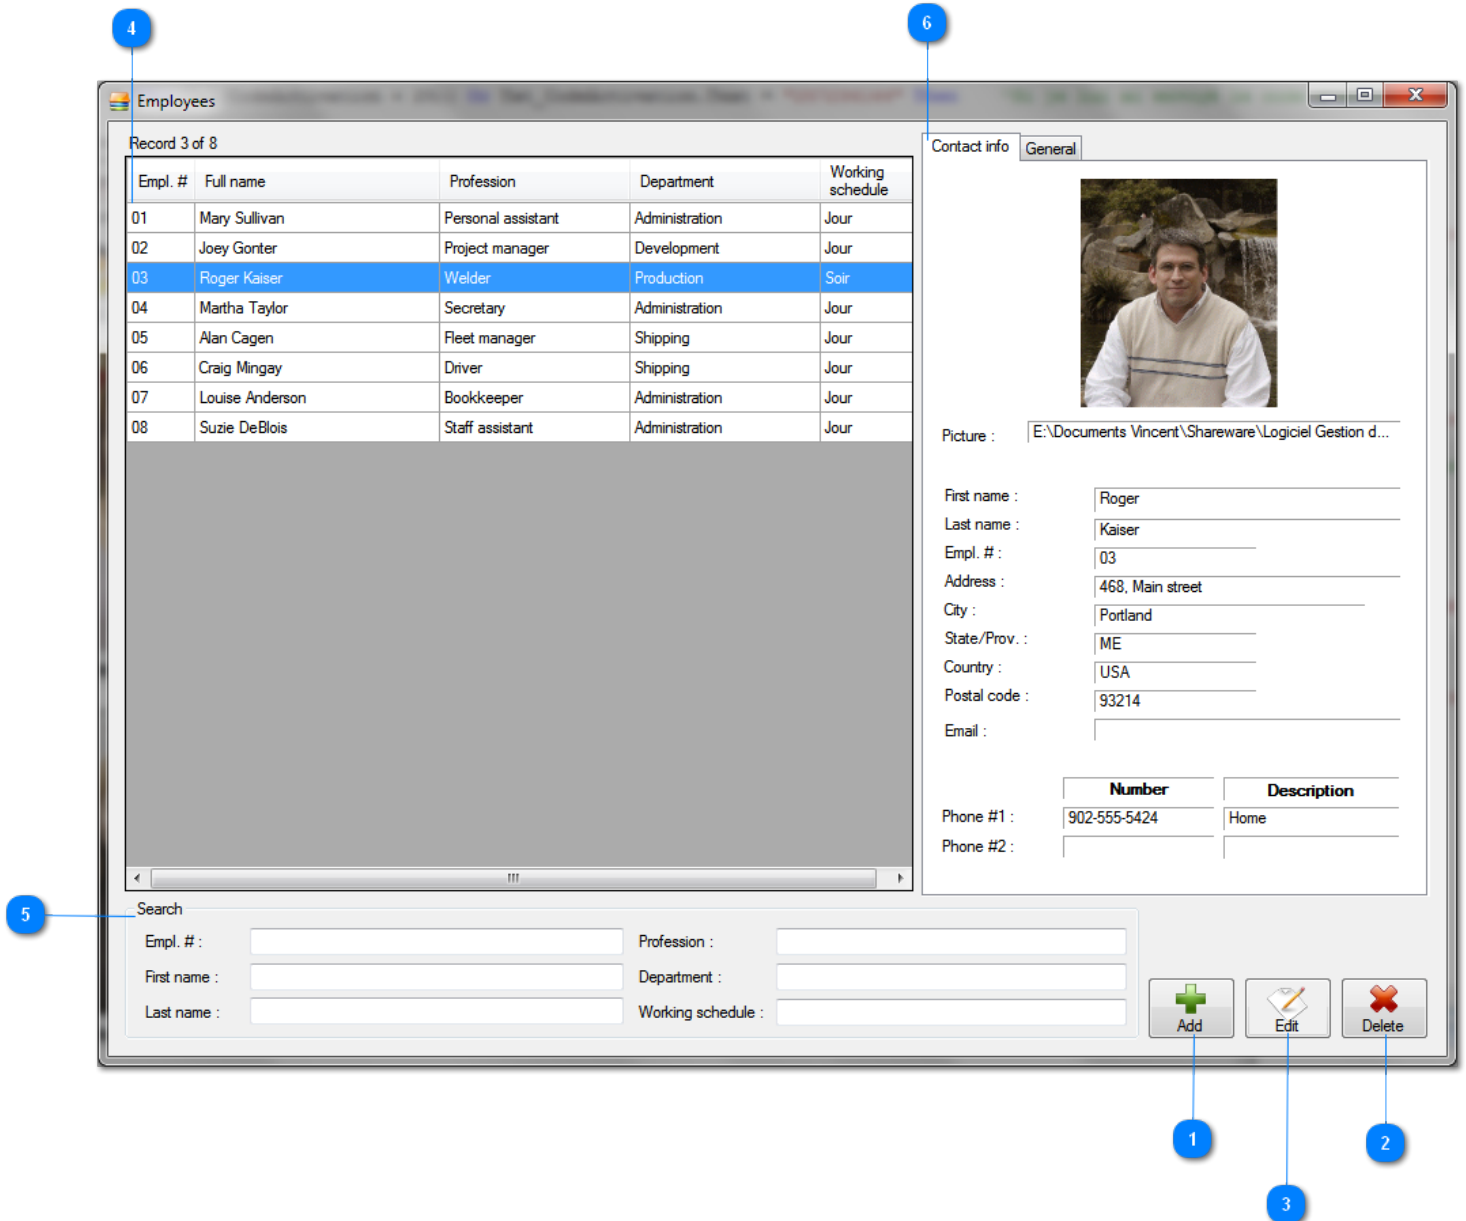 4
6
Employees
Record 3 of 8
Empl. # Full name Profession Department Working schedule
01 Mary Sullivan Personal assistant Administration Jour
02 Joey Gonter Project manager Development Jour
03 Roger Kaiser Welder Production Soir
04 Martha Taylor Secretary Administration Jour
05 Alan Cagen Fleet manager Shipping Jour
06 Craig Mingay Driver Shipping Jour
07 Louise Anderson Bookkeeper Administration Jour
08 Suzie DeBlois Staff assistant Administration Jour
Contact info General
Picture : E:\Documents Vincent\Shareware\Logiciel Gestion d...
First name : Roger
Last name : Kaiser
Empl. # : 03
Address : 468, Main street
City : Portland
State/Prov. : ME
Country : USA
Postal code : 93214
Email :
Number Description
Phone #1 : 902-555-5424 Home
Phone #2 :
5
Search
Empl. # : Profession :
First name : Department :
Last name : Working schedule :
Add Edit Delete
1
2
3